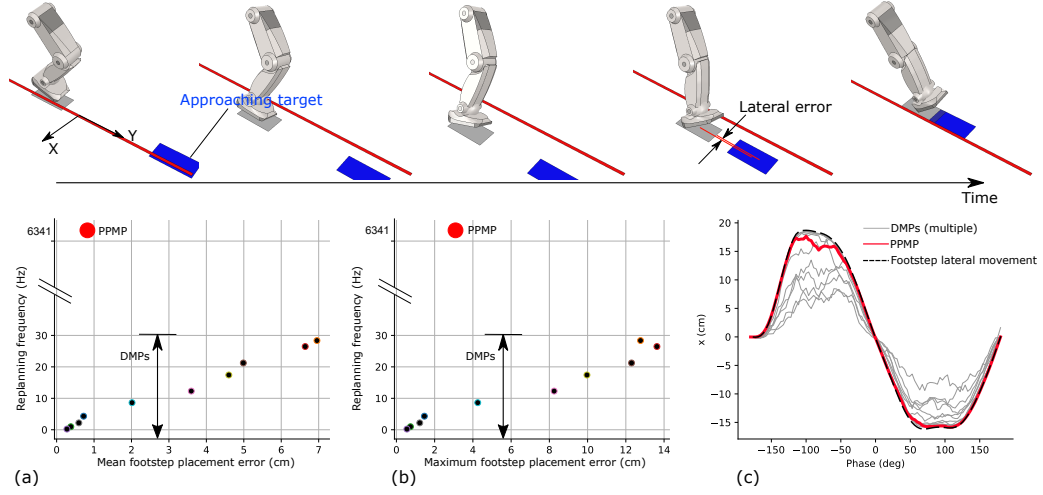 Approaching target
X
Y
Lateral error
Time
6341
30
20
10
0
Replanning frequency (Hz)
PPMP
DMPs
0
1
2
3
4
5
6
7
Mean footstep placement error (cm)
(a)
6341
30
20
10
0
Replanning frequency (Hz)
PPMP
DMPs
0
2
4
6
8
10
12
14
Maximum footstep placement error (cm)
(b)
20
15
10
5
0
−5
−10
−15
x (cm)
DMPs (multiple)
PPMP
Footstep lateral movement
−150
−100
−50
0
50
100
150
Phase (deg)
(c)